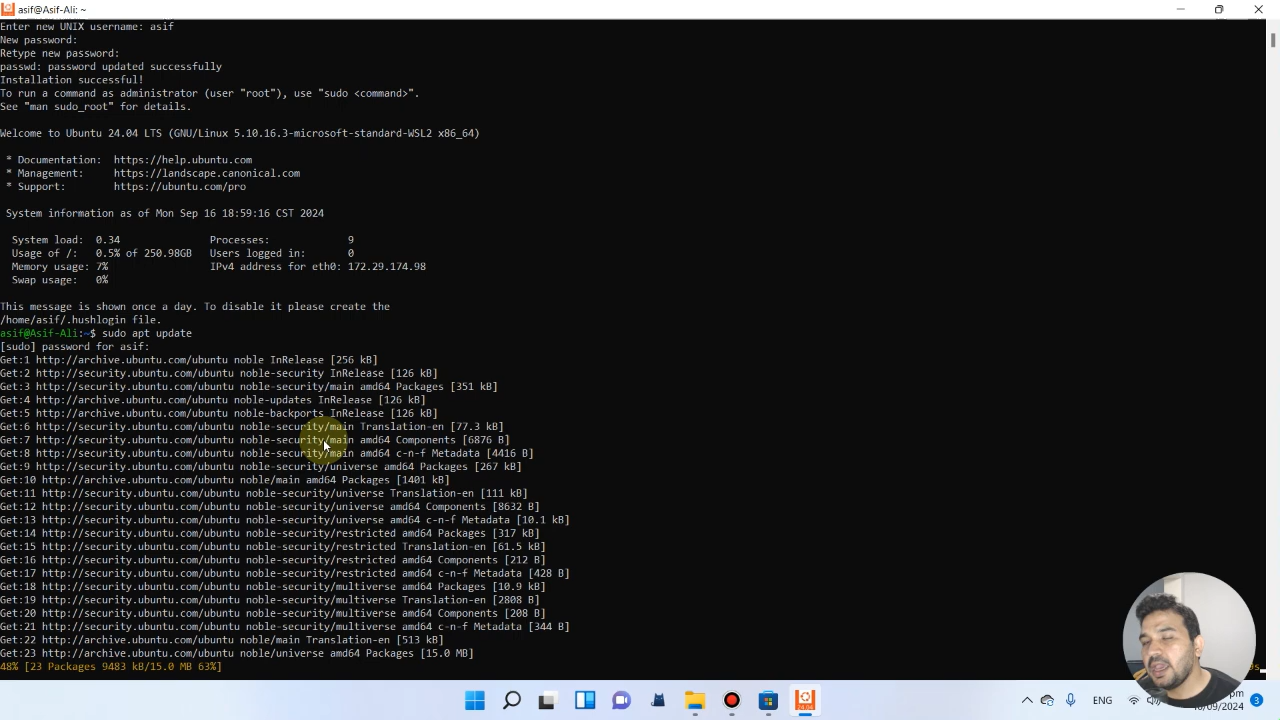 asif@Asif-Ali: ~
Enter new UNIX username: asif
New password:
Retype new password:
passwd: password updated successfully
Installation successful!
To run a command as administrator (user "root"), use "sudo <command>".
See "man sudo_root" for details.
Welcome to Ubuntu 24.04 LTS (GNU/Linux 5.10.16.3-microsoft-standard-WSL2 x86_64)
* Documentation: https://help.ubuntu.com
* Management: https://landscape.canonical.com
* Support: https://ubuntu.com/pro
System information as of Mon Sep 16 18:59:16 CST 2024
System load: 0.34 Processes: 9
Usage of /: 0.5% of 250.98GB Users logged in: 0
Memory usage: 7% IPv4 address for eth0: 172.29.174.98
Swap usage: 0%
This message is shown once a day. To disable it please create the
/home/asif/.hushlogin file.
asif@Asif-Ali:~$ sudo apt update
[sudo] password for asif:
Get:1 http://archive.ubuntu.com/ubuntu noble InRelease [256 kB]
Get:2 http://security.ubuntu.com/ubuntu noble-security InRelease [126 kB]
Get:3 http://security.ubuntu.com/ubuntu noble-security/main amd64 Packages [351 kB]
Get:4 http://archive.ubuntu.com/ubuntu noble-updates InRelease [126 kB]
Get:5 http://archive.ubuntu.com/ubuntu noble-backports InRelease [126 kB]
Get:6 http://security.ubuntu.com/ubuntu noble-security/main Translation-en [77.3 kB]
Get:7 http://security.ubuntu.com/ubuntu noble-security/main amd64 Components [6876 B]
Get:8 http://security.ubuntu.com/ubuntu noble-security/main amd64 c-n-f Metadata [4416 B]
Get:9 http://security.ubuntu.com/ubuntu noble-security/universe amd64 Packages [267 kB]
Get:10 http://archive.ubuntu.com/ubuntu noble/main amd64 Packages [1401 kB]
Get:11 http://security.ubuntu.com/ubuntu noble-security/universe Translation-en [111 kB]
Get:12 http://security.ubuntu.com/ubuntu noble-security/universe amd64 Components [8632 B]
Get:13 http://security.ubuntu.com/ubuntu noble-security/universe amd64 c-n-f Metadata [10.1 kB]
Get:14 http://security.ubuntu.com/ubuntu noble-security/restricted amd64 Packages [317 kB]
Get:15 http://security.ubuntu.com/ubuntu noble-security/restricted Translation-en [61.5 kB]
Get:16 http://security.ubuntu.com/ubuntu noble-security/restricted amd64 Components [212 B]
Get:17 http://security.ubuntu.com/ubuntu noble-security/restricted amd64 c-n-f Metadata [428 B]
Get:18 http://security.ubuntu.com/ubuntu noble-security/multiverse amd64 Packages [10.9 kB]
Get:19 http://security.ubuntu.com/ubuntu noble-security/multiverse Translation-en [2808 B]
Get:20 http://security.ubuntu.com/ubuntu noble-security/multiverse amd64 Components [208 B]
Get:21 http://security.ubuntu.com/ubuntu noble-security/multiverse amd64 c-n-f Metadata [344 B]
Get:22 http://archive.ubuntu.com/ubuntu noble/main Translation-en [513 kB]
Get:23 http://archive.ubuntu.com/ubuntu noble/universe amd64 Packages [15.0 MB]
48% [23 Packages 9483 kB/15.0 MB 63%]
24.04
ENG
pm
/09/2024
3